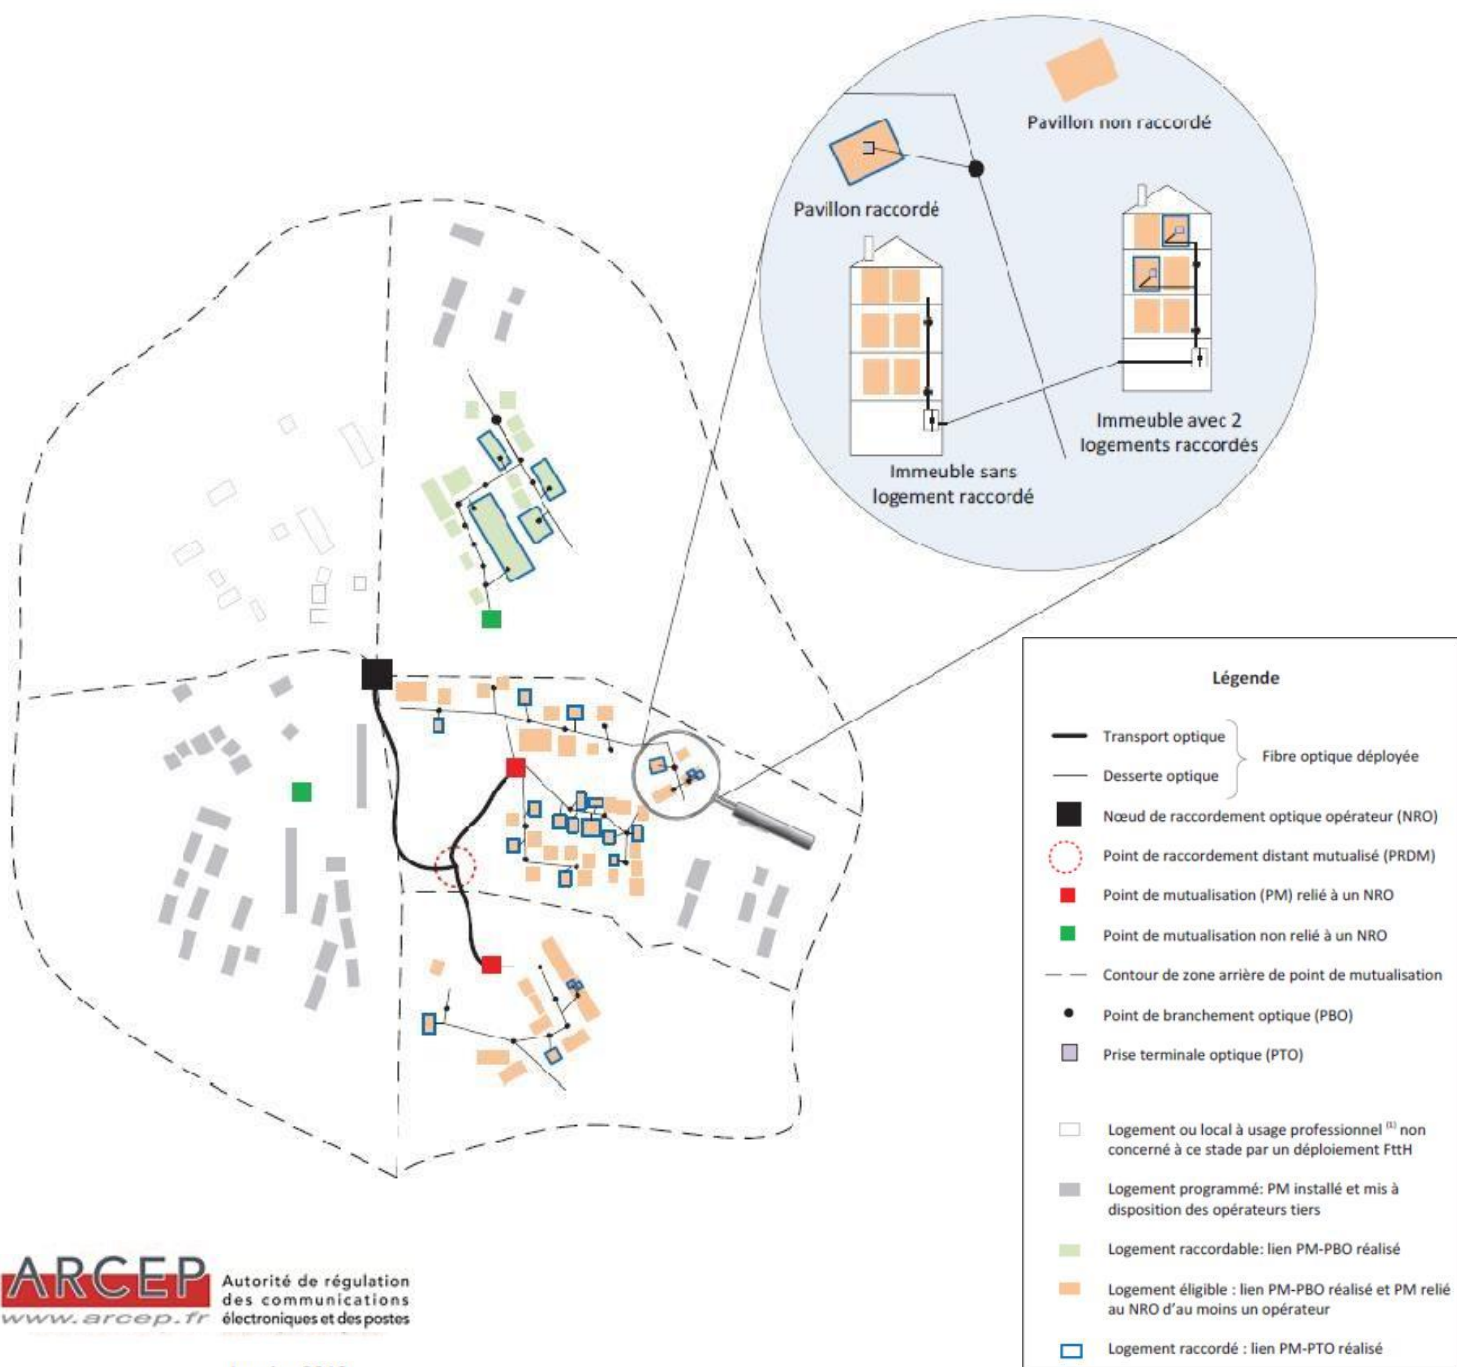 Pavillon non raccordé
Pavillon raccordé
Immeuble avec 2
logements raccordés
Immeuble sans
logement raccordé
Légende
Transport optique
Fibre optique déployée
Desserte optique
Nœud de raccordement optique opérateur (NRO)
Point de raccordement distant mutualisé (PRDM)
Point de mutualisation (PM) relié à un NRO
Point de mutualisation non relié à un NRO
Contour de zone arrière de point de mutualisation
Point de branchement optique (PBO)
Prise terminale optique (PTO)
Logement ou local à usage professionnel (1) non
concerné à ce stade par un déploiement FttH
Logement programmé: PM installé et mis à
disposition des opérateurs tiers
Logement raccordable: lien PM-PBO réalisé
Logement éligible : lien PM-PBO réalisé et PM relié
au NRO d'au moins un opérateur
Logement raccordé : lien PM-PTO réalisé
ARCEP
www.arcep.fr
Autorité de régulation
des communications
électroniques et des postes